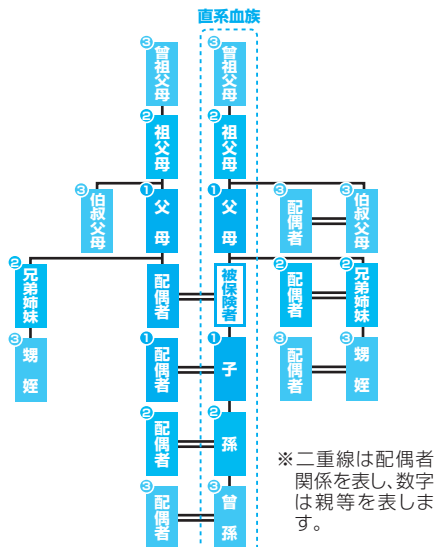 直系血族
③ 曾祖父母
③ 曾祖父母
② 祖父母
② 祖父母
③ 伯叔父母
① 父母
① 父母
③ 配偶者
③ 伯叔父母
② 兄弟姉妹
配偶者
被保険者
② 配偶者
② 兄弟姉妹
③ 甥姪
① 配偶者
① 子
③ 配偶者
③ 甥姪
② 配偶者
② 孫
③ 配偶者
③ 曾孫
※二重線は配偶者
関係を表し、数字
は親等を表しま
す。